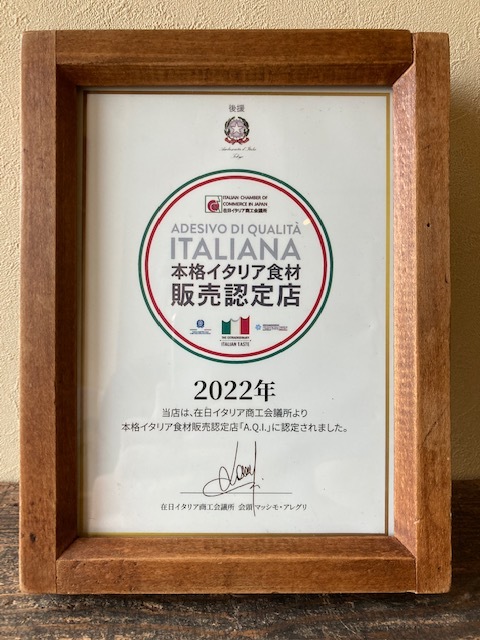 後援
Ambasciata d'Italia
Tokyo
ITALIAN CHAMBER OF
COMMERCE IN JAPAN
在日イタリア商工会議所
ADESIVO DI QUALITÀ
ITALIANA
本格イタリア食材
販売認定店
THE EXTRAORDINARY
ITALIAN TASTE
2022年
当店は、在日イタリア商工会議所より
本格イタリア食材販売認定店「A.Q.I.」に認定されました。
在日イタリア商工会議所 会頭 マッシモ・アレグリ